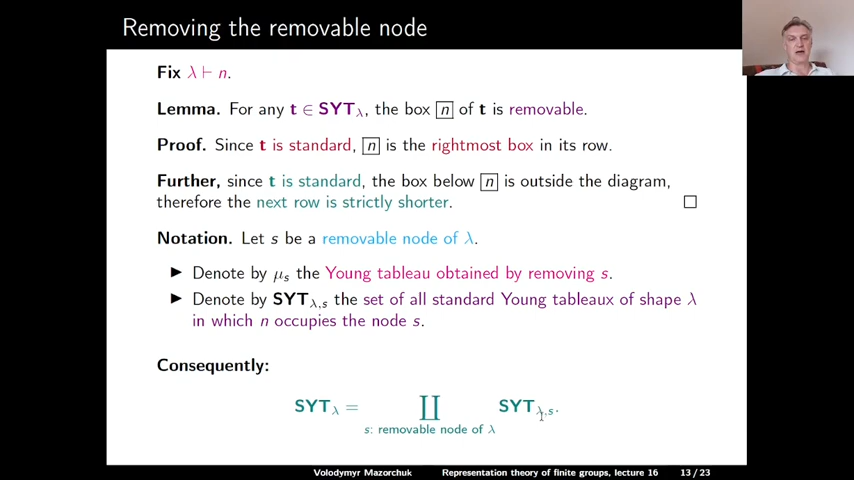 Removing the removable node
Fix λ ⊢ n.
Lemma. For any t ∈ SYT_λ, the box [n] of t is removable.
Proof. Since t is standard, [n] is the rightmost box in its row.
Further, since t is standard, the box below [n] is outside the diagram,
therefore the next row is strictly shorter. □
Notation. Let s be a removable node of λ.
▶ Denote by μ_s the Young tableau obtained by removing s.
▶ Denote by SYT_λ,s the set of all standard Young tableaux of shape λ
in which n occupies the node s.
Consequently:
SYT_λ = ∐ SYT_λ,s.
s: removable node of λ
Volodymyr Mazorchuk Representation theory of finite groups, lecture 16 13 / 23